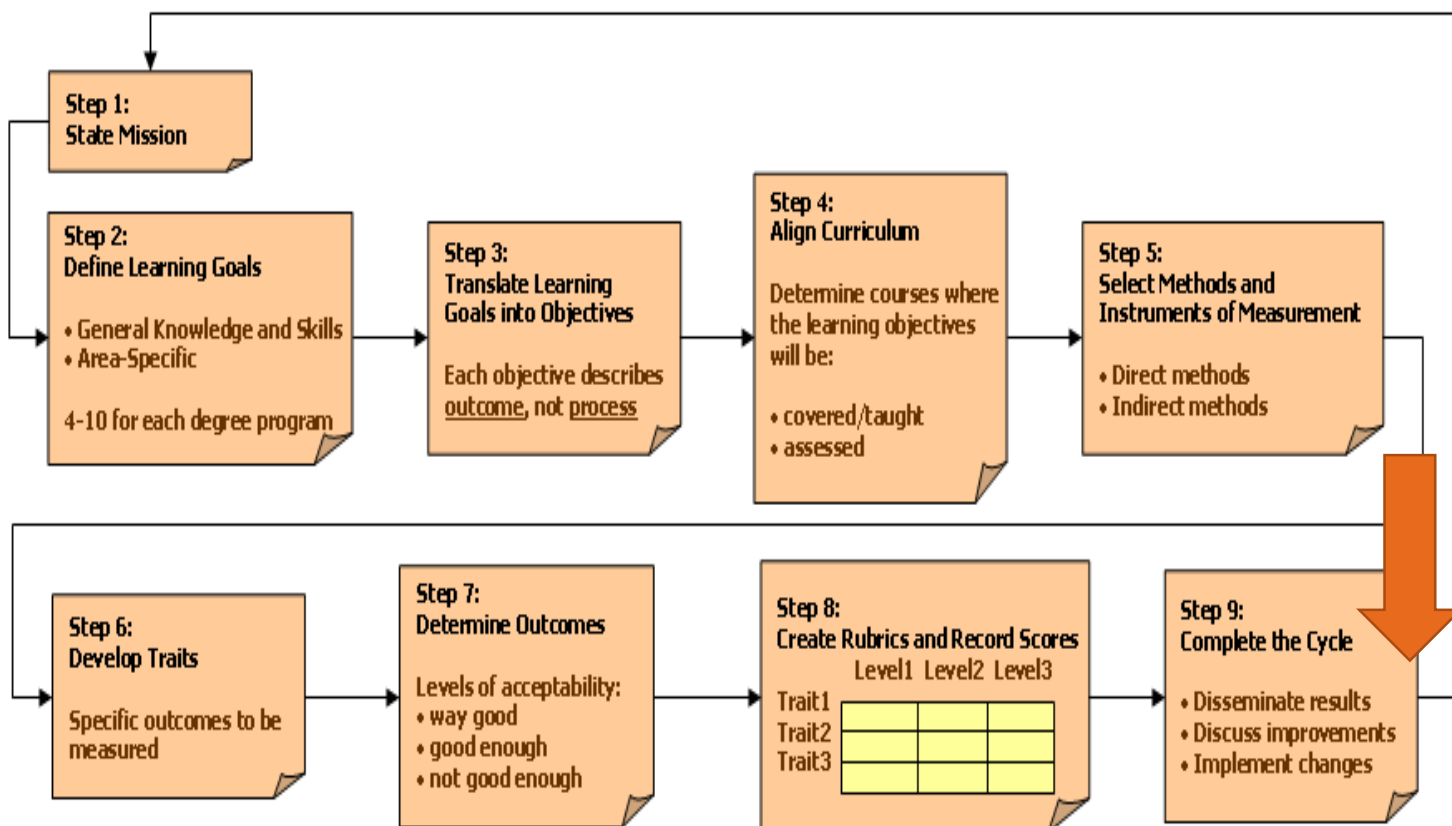 Step 1:
State Mission
Step 2:
Define Learning Goals
• General Knowledge and Skills
• Area-Specific
4-10 for each degree program
Step 3:
Translate Learning
Goals into Objectives
Each objective describes
outcome, not process
Step 4:
Align Curriculum
Determine courses where
the learning objectives
will be:
• covered/taught
• assessed
Step 5:
Select Methods and
Instruments of Measurement
• Direct methods
• Indirect methods
Step 6:
Develop Traits
Specific outcomes to be
measured
Step 7:
Determine Outcomes
Levels of acceptability:
• way good
• good enough
• not good enough
Step 8:
Create Rubrics and Record Scores
Level1 Level2 Level3
Trait1
Trait2
Trait3
Step 9:
Complete the Cycle
• Disseminate results
• Discuss improvements
• Implement changes